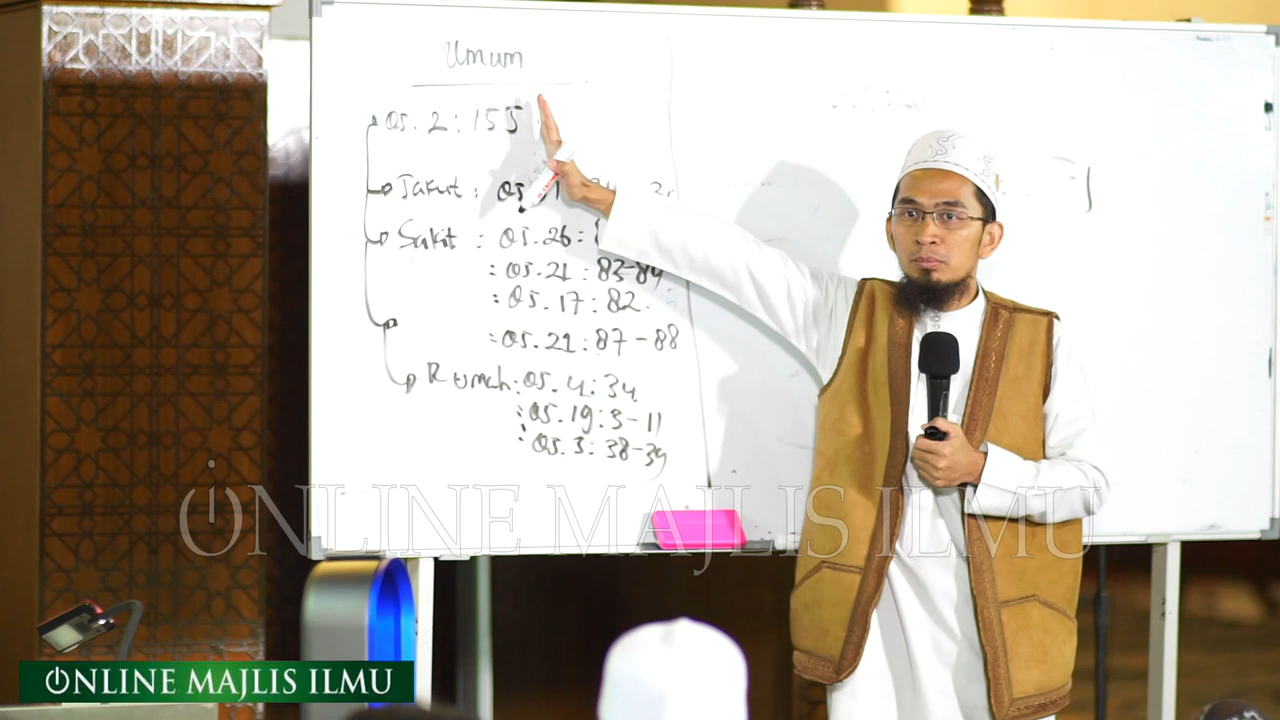 Umum
QS. 2 : 155
Takut : QS.
Sakit : QS. 26 :
: QS. 21 : 83-84
: QS. 17 : 82.
: QS. 21 : 87 - 88
Rumah : QS. 4 : 34
: QS. 19 : 3 - 11
: QS. 3 : 38-39
ONLINE MAJLIS ILMU
ONLINE MAJLIS ILMU